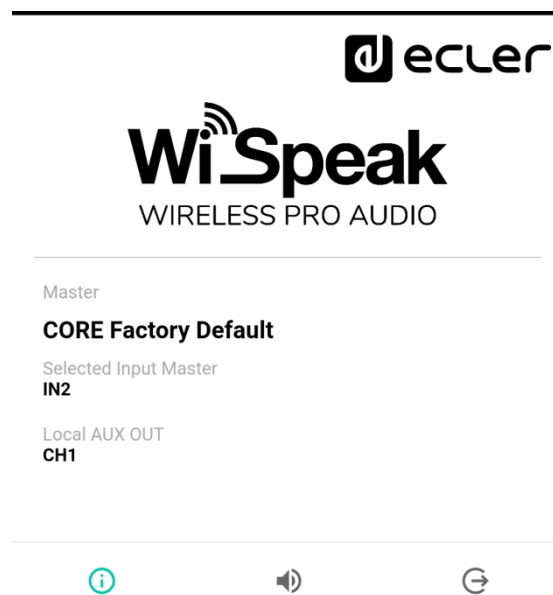 ecler
WiSpeak
WIRELESS PRO AUDIO
Master
CORE Factory Default
Selected Input Master
IN2
Local AUX OUT
CH1